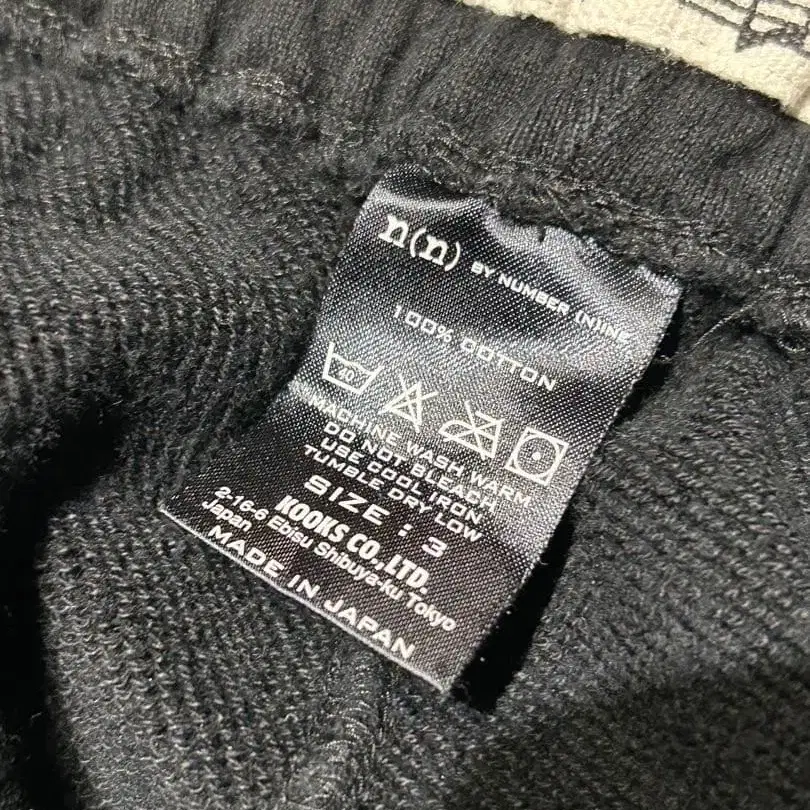 n(n) BY NUMBER (N)INE
100% COTTON
40
MACHINE WASH WARM
DO NOT BLEACH
USE COOL IRON
TUMBLE DRY LOW
SIZE : 3
KOOKS CO.,LTD.
2-16-6 Ebisu Shibuya-ku Tokyo
Japan
MADE IN JAPAN